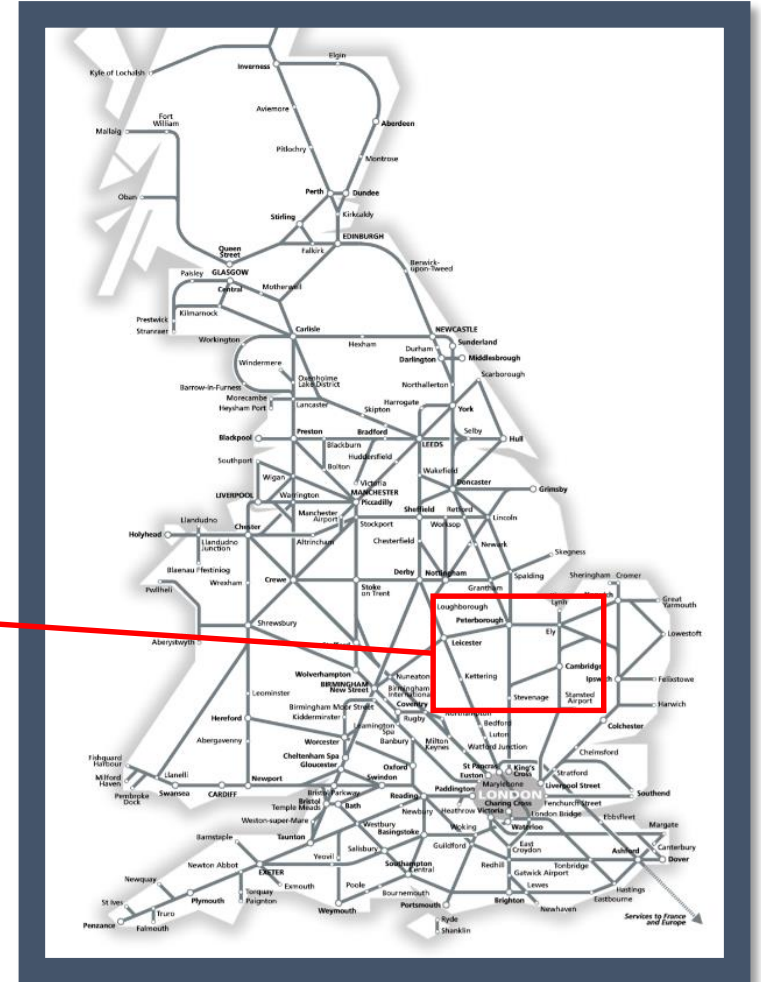 Elgin
Inverness
Kyle of Lochalsh
Aviemore
Fort
William
Aberdeen
Mallaig
Pitlochry
Montrose
Perth
Dundee
Oban
Stirling
Kirkcaldy
EDINBURGH
Queen
Street
Falkirk
Berwick-
upon-Tweed
Paisley
GLASGOW
Central
Motherwell
Prestwick
Kilmarnock
Stranraer
Carlisle
NEWCASTLE
Workington
Hexham
Sunderland
Durham
Darlington
Middlesbrough
Windermere
Scarborough
Oxenholme
Lake District
Barrow-in-Furness
Northallerton
Morecambe
Lancaster
Harrogate
Heysham Port
Skipton
York
Blackpool
Preston
Bradford
Selby
Hull
Blackburn
LEEDS
Huddersfield
Southport
Bolton
Wakefield
Wigan
Victoria
Doncaster
LIVERPOOL
Warrington
MANCHESTER
Piccadilly
Grimsby
Manchester
Airport
Sheffield
Retford
Llandudno
Stockport
Worksop
Lincoln
Holyhead
Chester
Llandudno
Junction
Altrincham
Chesterfield
Newark
Skegness
Blaenau Ffestiniog
Wrexham
Crewe
Derby
Nottingham
Spalding
Sheringham
Cromer
Pwllheli
Stoke
on Trent
Grantham
Loughborough
Lynn
Great
Yarmouth
Peterborough
Shrewsbury
Ely
Lowestoft
Aberystwyth
Leicester
Cambridge
Wolverhampton
Nuneaton
Kettering
Ipswich
Felixstowe
BIRMINGHAM
New Street
Birmingham
International
Leominster
Stevenage
Stansted
Airport
Birmingham Moor Street
Coventry
Harwich
Hereford
Kidderminster
Rugby
Bedford
Colchester
Leamington
Spa
Worcester
Banbury
Milton
Keynes
Luton
Abergavenny
Watford Junction
Chelmsford
Fishguard
Harbour
Cheltenham Spa
Gloucester
Oxford
St Pancras
King's
Cross
Euston
Stratford
Milford
Haven
Llanelli
Newport
Swindon
Marylebone
Liverpool Street
Pembroke
Dock
Swansea
CARDIFF
Bristol Parkway
Reading
Paddington
LONDON
Southend
Bristol
Temple Meads
Bath
Newbury
Heathrow
Victoria
Charing Cross
Fenchurch Street
London Bridge
Ebbsfleet
Weston-super-Mare
Westbury
Basingstoke
Woking
Waterloo
Margate
Barnstaple
Taunton
Salisbury
Guildford
East
Croydon
Ashford
Canterbury
Yeovil
Dover
Newton Abbot
EXETER
Southampton
Central
Redhill
Tonbridge
Gatwick Airport
Newquay
Exmouth
Poole
Bournemouth
Lewes
Hastings
Torquay
Paignton
Plymouth
Eastbourne
St Ives
Weymouth
Portsmouth
Brighton
Newhaven
Truro
Penzance
Falmouth
Ryde
Shanklin
Services to France
and Europe